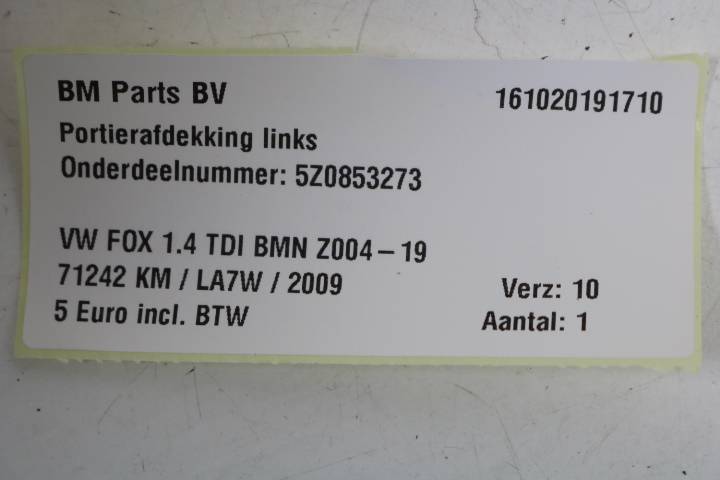 BM Parts BV 161020191710
Portierafdekking links
Onderdeelnummer: 5Z0853273
VW FOX 1.4 TDI BMN Z004-19
71242 KM / LA7W / 2009 Verz: 10
5 Euro incl. BTW Aantal: 1